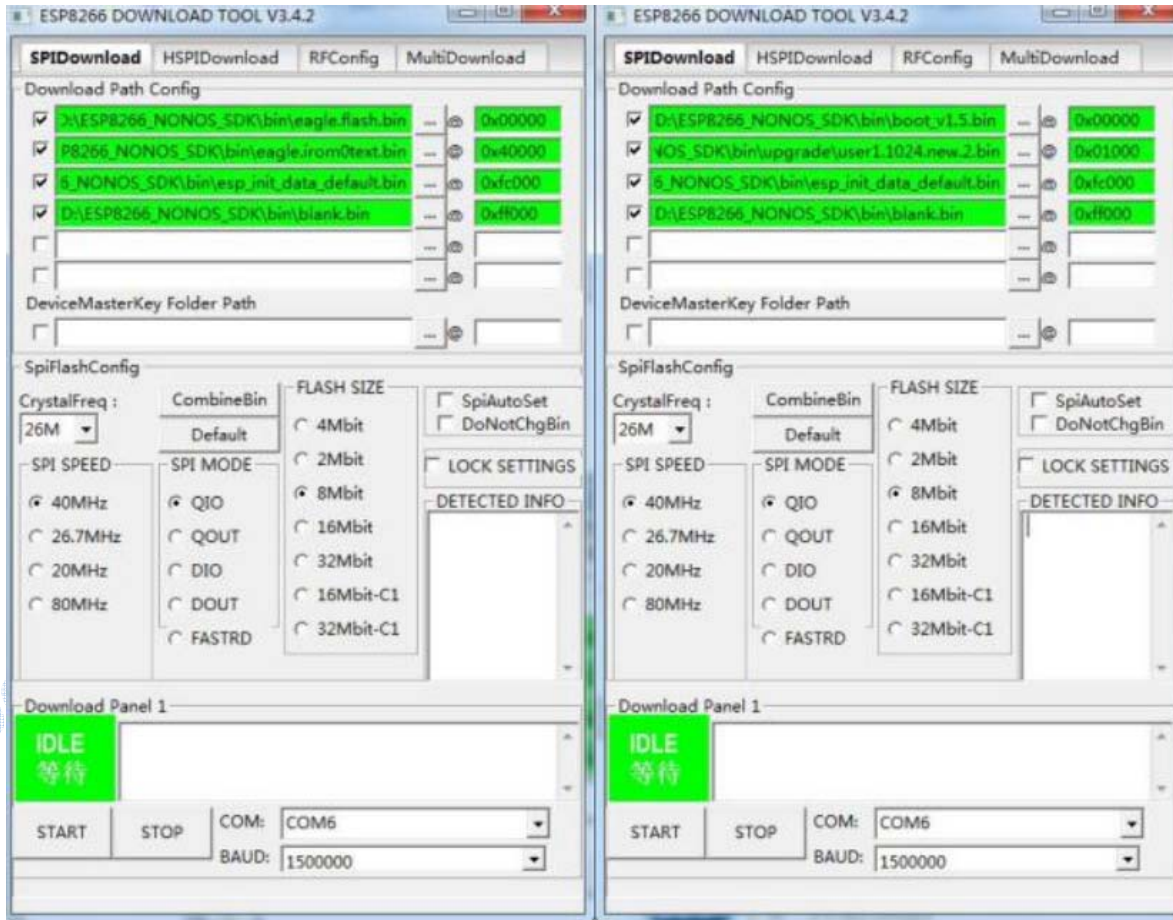 ESP8266 DOWNLOAD TOOL V3.4.2
SPIDownload HSPIDownload RFConfig MultiDownload
Download Path Config
:\ESP8266_NONOS_SDK\bin\eagle.flash.bin ... @ 0x00000
P8266_NONOS_SDK\bin\eagle.irom0text.bin ... @ 0x40000
6_NONOS_SDK\bin\esp_init_data_default.bin ... @ 0xfc000
D:\ESP8266_NONOS_SDK\bin\blank.bin ... @ 0xff000
... @
... @
DeviceMasterKey Folder Path
... @
SpiFlashConfig
CrystalFreq :
26M
CombineBin
Default
SPI SPEED
40MHz
26.7MHz
20MHz
80MHz
SPI MODE
QIO
QOUT
DIO
DOUT
FASTRD
FLASH SIZE
4Mbit
2Mbit
8Mbit
16Mbit
32Mbit
16Mbit-C1
32Mbit-C1
SpiAutoSet
DoNotChgBin
LOCK SETTINGS
DETECTED INFO
Download Panel 1
IDLE
等待
START STOP
COM: COM6
BAUD: 1500000
ESP8266 DOWNLOAD TOOL V3.4.2
SPIDownload HSPIDownload RFConfig MultiDownload
Download Path Config
D:\ESP8266_NONOS_SDK\bin\boot_v1.5.bin ... @ 0x00000
NOS_SDK\bin\upgrade\user1.1024.new.2.bin ... @ 0x01000
6_NONOS_SDK\bin\esp_init_data_default.bin ... @ 0xfc000
D:\ESP8266_NONOS_SDK\bin\blank.bin ... @ 0xff000
... @
... @
DeviceMasterKey Folder Path
... @
SpiFlashConfig
CrystalFreq :
26M
CombineBin
Default
SPI SPEED
40MHz
26.7MHz
20MHz
80MHz
SPI MODE
QIO
QOUT
DIO
DOUT
FASTRD
FLASH SIZE
4Mbit
2Mbit
8Mbit
16Mbit
32Mbit
16Mbit-C1
32Mbit-C1
SpiAutoSet
DoNotChgBin
LOCK SETTINGS
DETECTED INFO
Download Panel 1
IDLE
等待
START STOP
COM: COM6
BAUD: 1500000